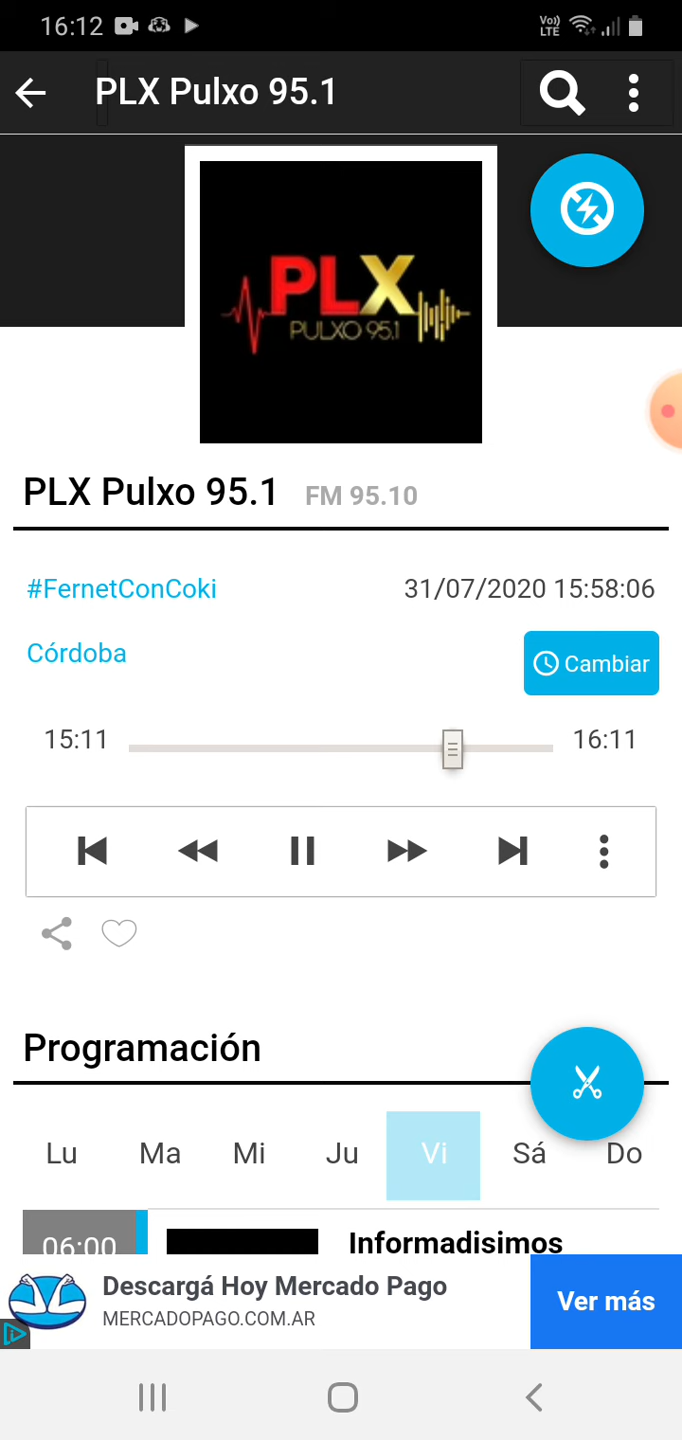 16:12
Vo)) LTE
PLX Pulxo 95.1
PLX
PULXO 95.1
PLX Pulxo 95.1 FM 95.10
#FernetConCoki 31/07/2020 15:58:06
Córdoba
Cambiar
15:11 16:11
Programación
Lu Ma Mi Ju Vi Sá Do
06:00 Informadisimos
Descargá Hoy Mercado Pago
MERCADOPAGO.COM.AR
Ver más